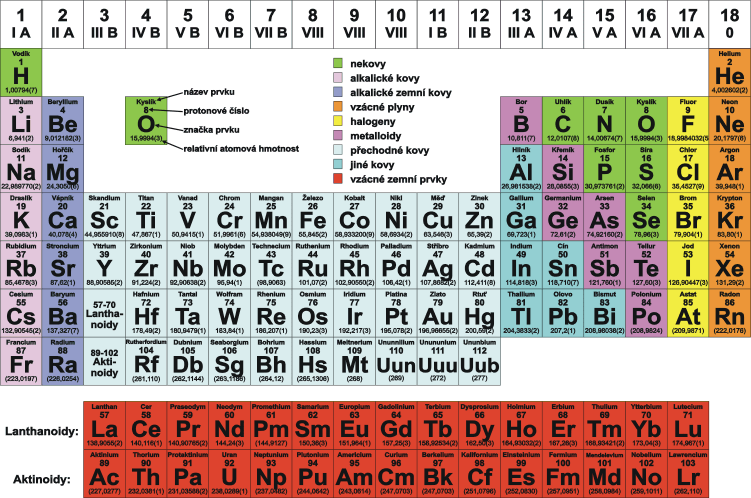 1 2 3 4 5 6 7 8 9 10 11 12 13 14 15 16 17 18
I A II A III B IV B V B VI B VII B VIII B VIII B VIII B I B II B III A IV A V A VI A VII A 0
Vodík Helium
1 2
H He
1,00794(7) 4,002602(2)
nekovy
alkalické kovy
alkalické zemní kovy
vzácné plyny
halogeny
metalloidy
přechodné kovy
jiné kovy
vzácné zemní prvky
Kyslík
8
O
15,9994(3)
název prvku
protonové číslo
značka prvku
relativní atomová hmotnost
Lithium Beryllium Bor Uhlík Dusík Kyslík Fluor Neon
3 4 5 6 7 8 9 10
Li Be B C N O F Ne
6,941(2) 9,012182(3) 10,811(7) 12,0107(8) 14,00674(7) 15,9994(3) 18,9984032(5) 20,1797(6)
Sodík Hořčík Hliník Křemík Fosfor Síra Chlor Argon
11 12 13 14 15 16 17 18
Na Mg Al Si P S Cl Ar
22,989770(2) 24,3050(6) 26,981538(2) 28,0855(3) 30,973761(2) 32,066(6) 35,4527(9) 39,948(1)
Draslík Vápník Skandium Titan Vanad Chrom Mangan Železo Kobalt Nikl Měď Zinek Gallium Germanium Arsen Selen Brom Krypton
19 20 21 22 23 24 25 26 27 28 29 30 31 32 33 34 35 36
K Ca Sc Ti V Cr Mn Fe Co Ni Cu Zn Ga Ge As Se Br Kr
39,0983(1) 40,078(4) 44,955910(8) 47,867(1) 50,9415(1) 51,9961(6) 54,938049(9) 55,845(2) 58,933200(9) 58,6934(2) 63,546(3) 65,39(2) 69,723(1) 72,61(2) 74,92160(2) 78,96(3) 79,904(1) 83,80(1)
Rubidium Stroncium Yttrium Zirkonium Niob Molybden Technecium Ruthenium Rhodium Palladium Stříbro Kadmium Indium Cín Antimon Tellur Jod Xenon
37 38 39 40 41 42 43 44 45 46 47 48 49 50 51 52 53 54
Rb Sr Y Zr Nb Mo Tc Ru Rh Pd Ag Cd In Sn Sb Te I Xe
85,4678(3) 87,62(1) 88,90585(2) 91,224(2) 92,90638(2) 95,94(1) (98,9063) 101,07(2) 102,90550(2) 106,42(1) 107,8682(2) 112,411(8) 114,818(3) 118,710(7) 121,760(1) 127,60(3) 126,90447(3) 131,29(2)
Cesium Baryum 57-70 Lanthanoidy Hafnium Tantal Wolfram Rhenium Osmium Iridium Platina Zlato Rtuť Thallium Olovo Bismut Polonium Astat Radon
55 56 72 73 74 75 76 77 78 79 80 81 82 83 84 85 86
Cs Ba Hf Ta W Re Os Ir Pt Au Hg Tl Pb Bi Po At Rn
132,90545(2) 137,327(7) 178,49(2) 180,9479(1) 183,84(1) 186,207(1) 190,23(3) 192,217(3) 195,078(2) 196,96655(2) 200,59(2) 204,3833(2) 207,2(1) 208,98038(2) (208,9824) (209,9871) (222,0176)
Francium Radium 89-102 Aktinoidy Rutherfordium Dubnium Seaborgium Bohrium Hassium Meitnerium Ununnilium Unununium Ununbium
87 88 104 105 106 107 108 109 110 111 112
Fr Ra Rf Db Sg Bh Hs Mt Uun Uuu Uub
(223,0197) (226,0254) (261,110) (262,1144) (263,1186) (264,12) (265,1306) (268) (269) (272) (277)
Lanthanoidy:
Lanthan Cer Praseodym Neodym Promethium Samarium Europium Gadolinium Terbium Dysprosium Holmium Erbium Thulium Ytterbium Lutecium
57 58 59 60 61 62 63 64 65 66 67 68 69 70 71
La Ce Pr Nd Pm Sm Eu Gd Tb Dy Ho Er Tm Yb Lu
138,9055(2) 140,116(1) 140,90765(2) 144,24(3) (144,9127) 150,36(3) 151,964(1) 157,25(3) 158,92534(2) 162,50(3) 164,93032(2) 167,26(3) 168,93421(2) 173,04(3) 174,967(1)
Aktinoidy:
Aktinium Thorium Protaktinium Uran Neptunium Plutonium Americium Curium Berkelium Kalifornium Einsteinium Fermium Mendelevium Nobelium Lawrencium
89 90 91 92 93 94 95 96 97 98 99 100 101 102 103
Ac Th Pa U Np Pu Am Cm Bk Cf Es Fm Md No Lr
(227,0277) 232,0381(1) 231,03588(2) 238,0289(1) (237,0482) (244,0642) (243,0614) (247,0703) (247,0703) (251,0796) (252,0830) (257,0951) (258,0984) (259,1011) (262,110)